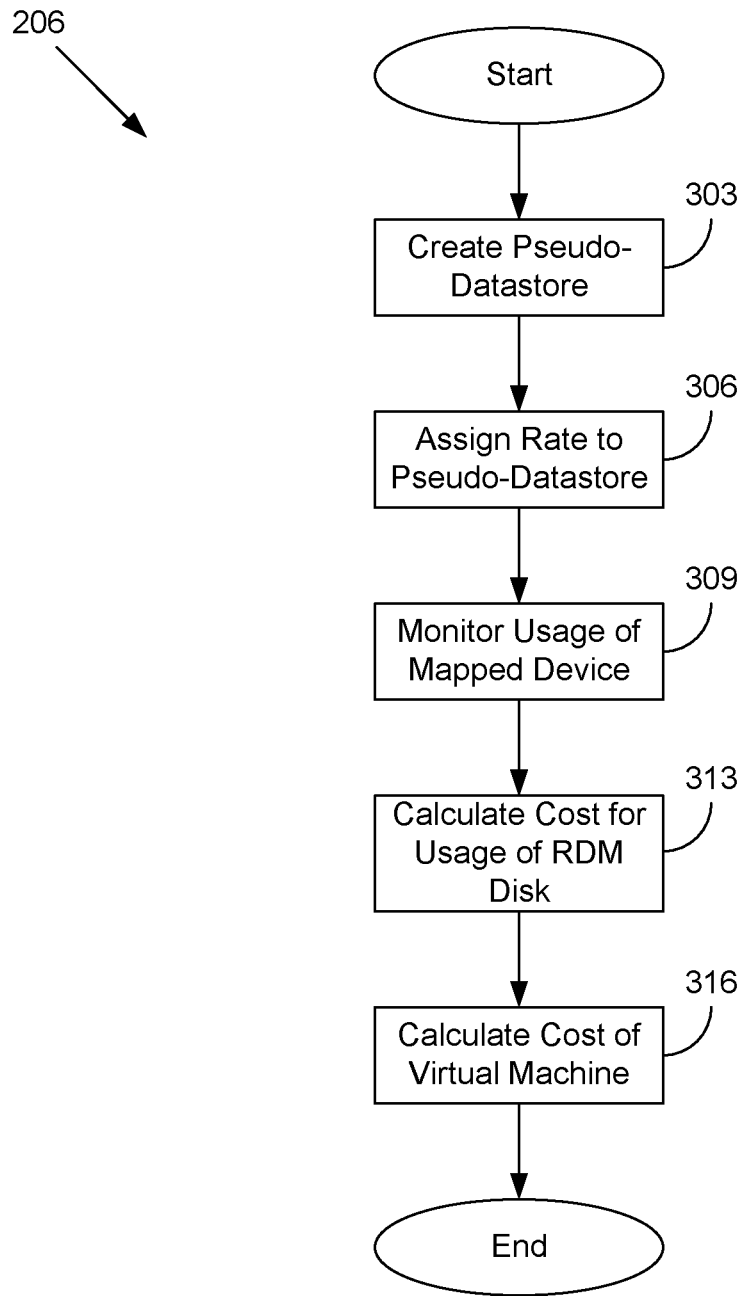 206
Start
303
Create Pseudo-
Datastore
306
Assign Rate to
Pseudo-Datastore
309
Monitor Usage of
Mapped Device
313
Calculate Cost for
Usage of RDM
Disk
316
Calculate Cost of
Virtual Machine
End